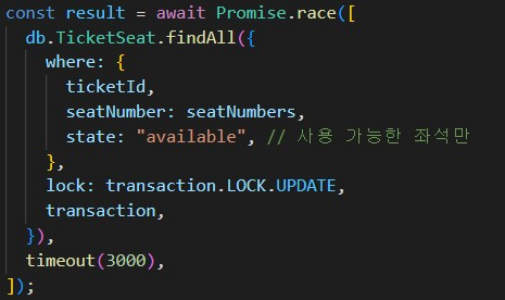 const result = await Promise.race([
  db.TicketSeat.findAll({
    where: {
      ticketId,
      seatNumber: seatNumbers,
      state: "available", // 사용 가능한 좌석만
    },
    lock: transaction.LOCK.UPDATE,
    transaction,
  }),
  timeout(3000),
]);